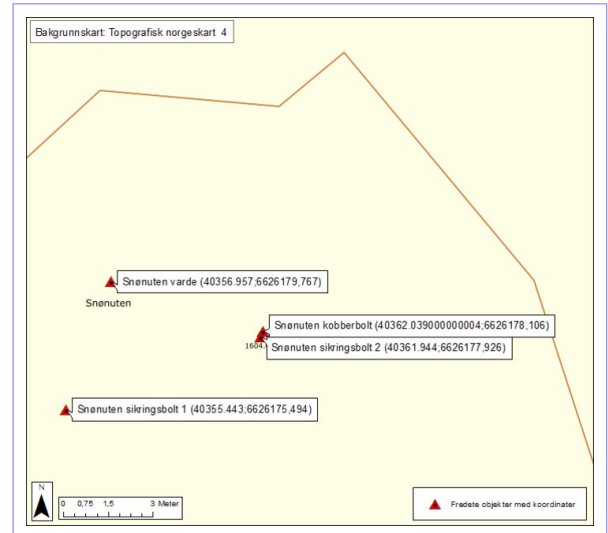 Bakgrunnskart: Topografisk norgeskart 4
Snønuten varde (40356.957;6626179,767)
Snønuten
Snønuten kobberbolt (40362.039000000004;6626178,106)
1604.
Snønuten sikringsbolt 2 (40361.944;6626177,926)
Snønuten sikringsbolt 1 (40355.443;6626175,494)
N
0 0,75 1,5 3 Meter
Fredete objekter med koordinater